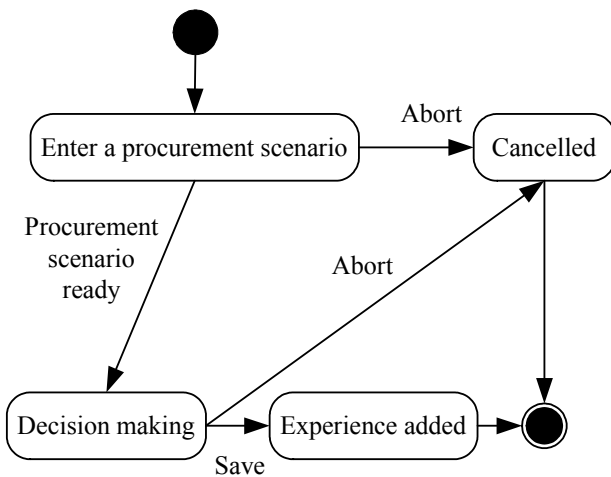 Abort
Enter a procurement scenario
Cancelled
Procurement
scenario
ready
Abort
Decision making
Experience added
Save